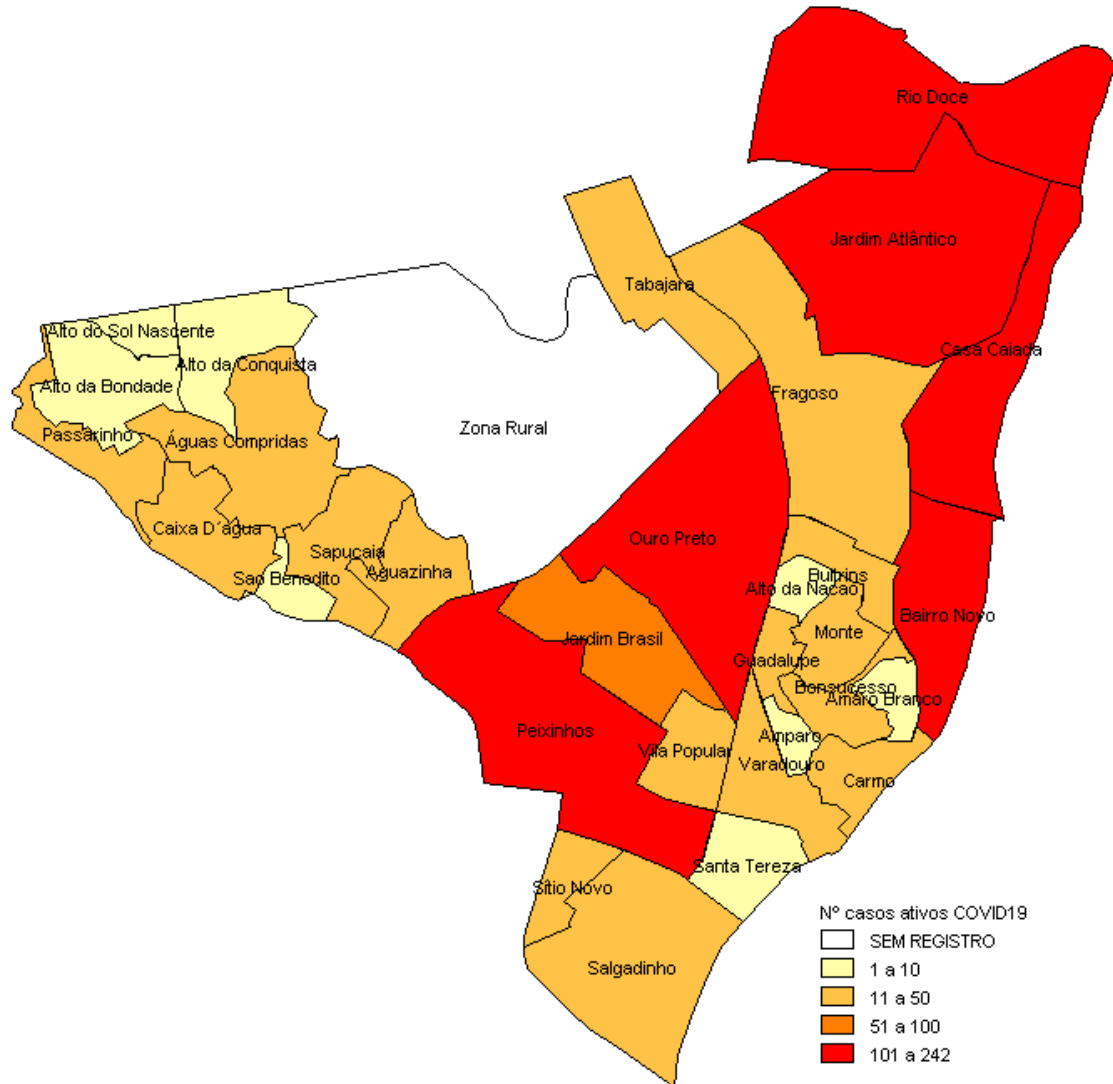 Rio Doce
Jardim Atlântico
Tabajara
Alto do Sol Nascente
Casa Caiada
Alto da Conquista
Alto da Bondade
Fragoso
Zona Rural
Passarinho
Águas Compridas
Caixa D´água
Ouro Preto
Sapucaia
Aguazinha
Sao Benedito
Bultrins
Alto da Nacao
Bairro Novo
Jardim Brasil
Monte
Guadalupe
Bonsucesso
Amaro Branco
Peixinhos
Amparo
Vila Popular
Varadouro
Carmo
Santa Tereza
Sítio Novo
Salgadinho
Nº casos ativos COVID19
SEM REGISTRO
1 a 10
11 a 50
51 a 100
101 a 242